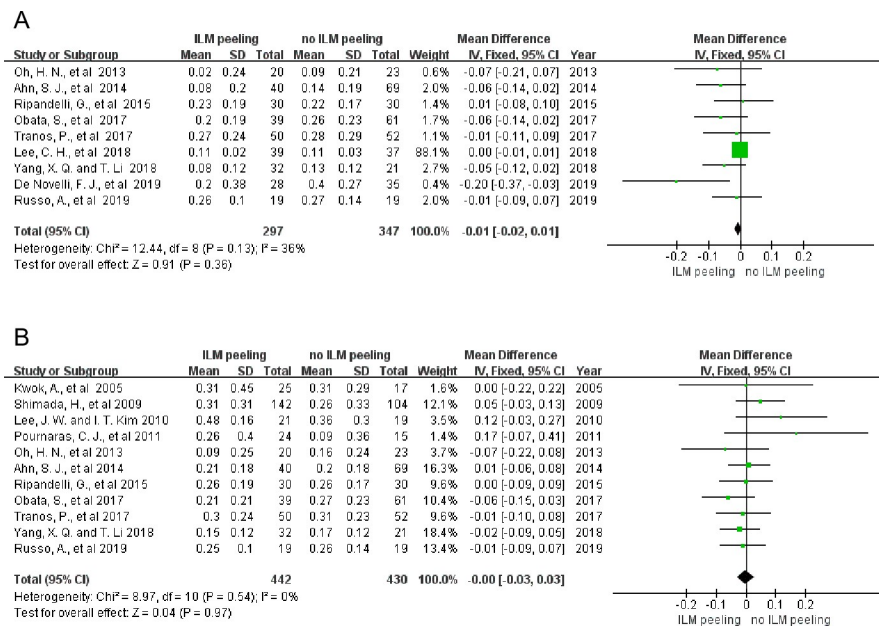 A
ILM peeling no ILM peeling Mean Difference Mean Difference
Study or Subgroup Mean SD Total Mean SD Total Weight IV, Fixed, 95% CI Year IV, Fixed, 95% CI
Oh, H. N., et al 2013 0.02 0.24 20 0.09 0.21 23 0.6% -0.07 [-0.21, 0.07] 2013
Ahn, S. J., et al 2014 0.08 0.2 40 0.14 0.19 69 2.0% -0.06 [-0.14, 0.02] 2014
Ripandelli, G., et al 2015 0.23 0.19 30 0.22 0.17 30 1.4% 0.01 [-0.08, 0.10] 2015
Obata, S., et al 2017 0.2 0.19 39 0.26 0.23 61 2.0% -0.06 [-0.14, 0.02] 2017
Tranos, P., et al 2017 0.27 0.24 50 0.28 0.29 52 1.3% -0.01 [-0.11, 0.09] 2017
Lee, C. H., et al 2018 0.11 0.02 39 0.11 0.03 37 88.1% 0.00 [-0.01, 0.01] 2018
Yang, X. Q. and T. Li 2018 0.08 0.12 32 0.13 0.12 21 2.9% -0.05 [-0.12, 0.02] 2018
De Novelli, F. J., et al 2019 0.2 0.38 28 0.4 0.27 35 0.4% -0.20 [-0.37, -0.03] 2019
Russo, A., et al 2019 0.26 0.1 19 0.27 0.14 19 2.0% -0.01 [-0.09, 0.07] 2019
Total (95% CI) 297 347 100.0% -0.01 [-0.02, 0.01]
Heterogeneity: Chi² = 12.44, df = 8 (P = 0.13); I² = 36%
Test for overall effect: Z = 0.91 (P = 0.36)
-0.2 -0.1 0 0.1 0.2
ILM peeling no ILM peeling
B
ILM peeling no ILM peeling Mean Difference Mean Difference
Study or Subgroup Mean SD Total Mean SD Total Weight IV, Fixed, 95% CI Year IV, Fixed, 95% CI
Kwok, A., et al 2005 0.31 0.45 25 0.31 0.29 17 1.6% 0.00 [-0.22, 0.22] 2005
Shimada, H., et al 2009 0.31 0.31 142 0.26 0.33 104 12.1% 0.05 [-0.03, 0.13] 2009
Lee, J. W. and I. T. Kim 2010 0.48 0.16 21 0.36 0.3 19 3.5% 0.12 [-0.03, 0.27] 2010
Pournaras, C. J., et al 2011 0.26 0.4 24 0.09 0.36 15 1.3% 0.17 [-0.07, 0.41] 2011
Oh, H. N., et al 2013 0.09 0.25 20 0.16 0.24 23 3.6% -0.07 [-0.22, 0.08] 2013
Ahn, S. J., et al 2014 0.21 0.18 40 0.2 0.18 69 16.3% 0.01 [-0.06, 0.08] 2014
Ripandelli, G., et al 2015 0.26 0.19 30 0.26 0.17 30 9.6% 0.00 [-0.09, 0.09] 2015
Obata, S., et al 2017 0.21 0.21 39 0.27 0.23 61 10.4% -0.06 [-0.15, 0.03] 2017
Tranos, P., et al 2017 0.3 0.24 50 0.31 0.23 52 9.6% -0.01 [-0.10, 0.08] 2017
Yang, X. Q. and T. Li 2018 0.15 0.12 32 0.17 0.12 21 18.4% -0.02 [-0.09, 0.05] 2018
Russo, A., et al 2019 0.25 0.1 19 0.26 0.14 19 13.4% -0.01 [-0.09, 0.07] 2019
Total (95% CI) 442 430 100.0% -0.00 [-0.03, 0.03]
Heterogeneity: Chi² = 8.97, df = 10 (P = 0.54); I² = 0%
Test for overall effect: Z = 0.04 (P = 0.97)
-0.2 -0.1 0 0.1 0.2
ILM peeling no ILM peeling